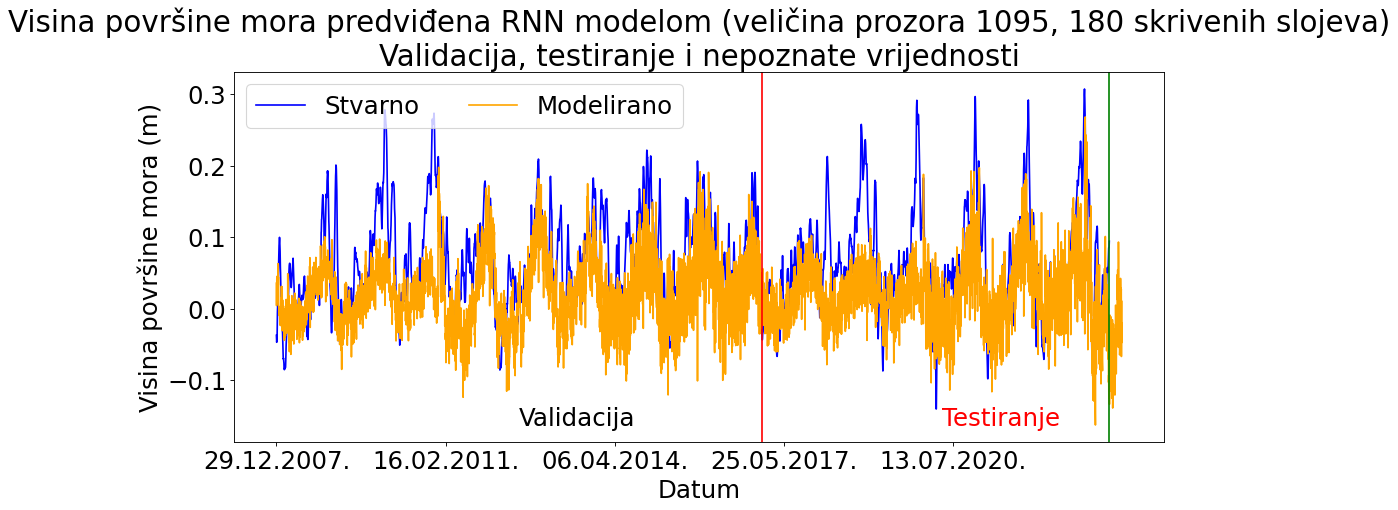 Visina površine mora predviđena RNN modelom (veličina prozora 1095, 180 skrivenih slojeva)
Validacija, testiranje i nepoznate vrijednosti
Stvarno
Modelirano
Visina površine mora (m)
0.3
0.2
0.1
0.0
−0.1
Validacija
Testiranje
29.12.2007.
16.02.2011.
06.04.2014.
25.05.2017.
13.07.2020.
Datum